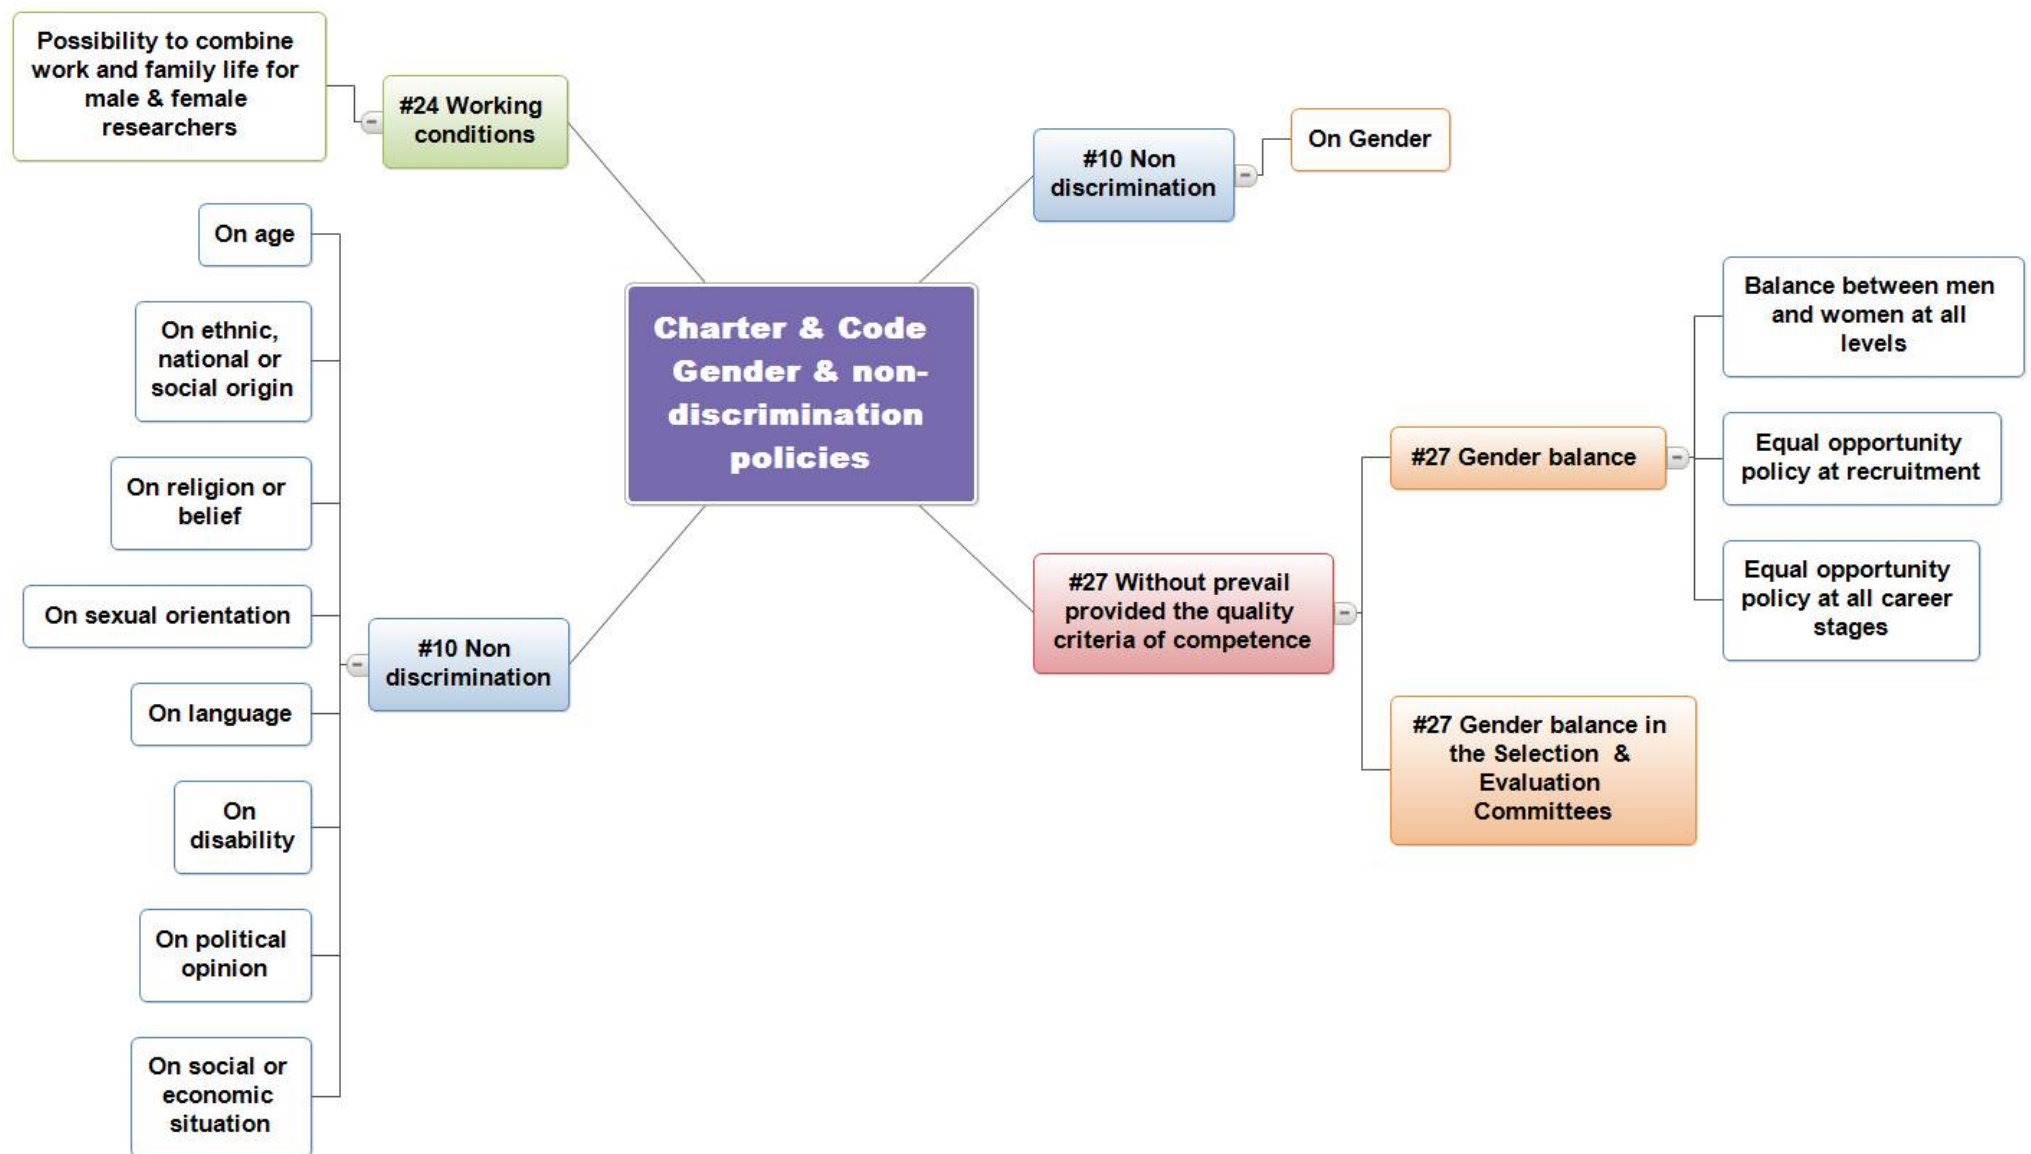 Possibility to combine
work and family life for
male & female
researchers
#24 Working
conditions
On age
On ethnic,
national or
social origin
On religion or
belief
On sexual orientation
On language
On
disability
On political
opinion
On social or
economic
situation
#10 Non
discrimination
Charter & Code
Gender & non-
discrimination
policies
#10 Non
discrimination
On Gender
#27 Without prevail
provided the quality
criteria of competence
#27 Gender balance
Balance between men
and women at all
levels
Equal opportunity
policy at recruitment
Equal opportunity
policy at all career
stages
#27 Gender balance in
the Selection &
Evaluation
Committees